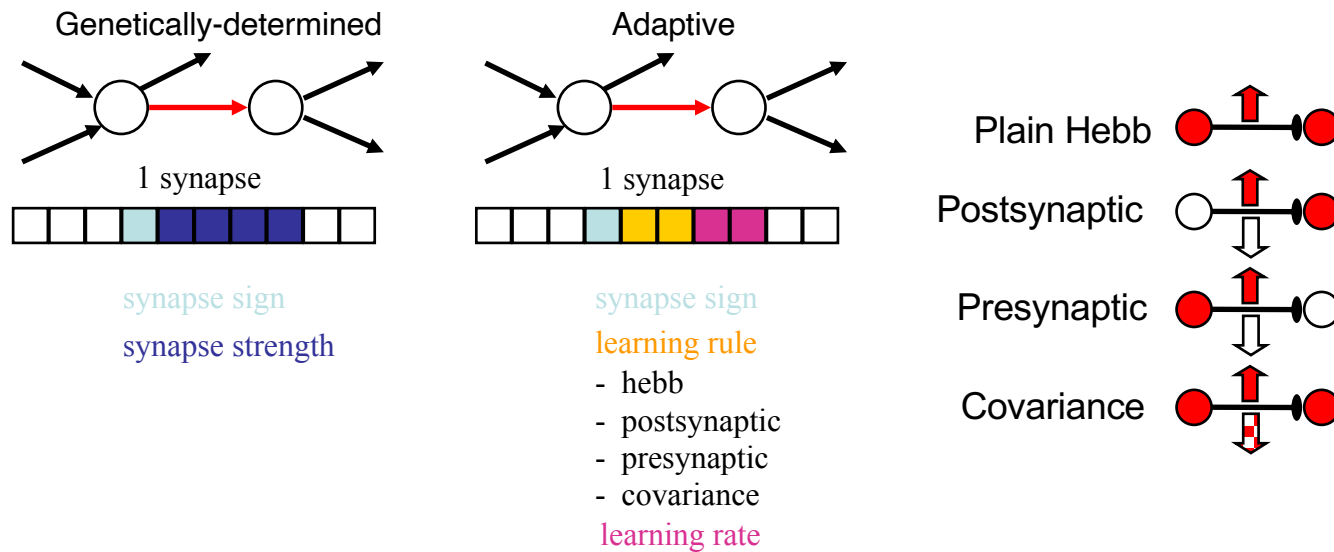 Genetically-determined
1 synapse
synapse sign
synapse strength
Adaptive
1 synapse
synapse sign
learning rule
- hebb
- postsynaptic
- presynaptic
- covariance
learning rate
Plain Hebb
Postsynaptic
Presynaptic
Covariance